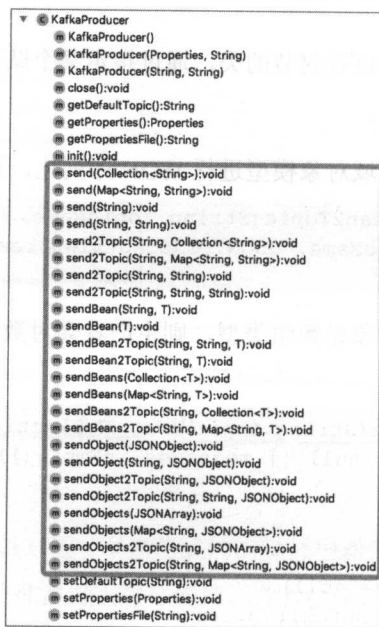 KafkaProducer
KafkaProducer()
KafkaProducer(Properties, String)
KafkaProducer(String, String)
close():void
getDefaultTopic():String
getProperties():Properties
getPropertiesFile():String
init():void
send(Collection<String>):void
send(Map<String, String>):void
send(String):void
send(String, String):void
send2Topic(String, Collection<String>):void
send2Topic(String, Map<String, String>):void
send2Topic(String, String):void
send2Topic(String, String, String):void
sendBean(String, T):void
sendBean(T):void
sendBean2Topic(String, String, T):void
sendBean2Topic(String, T):void
sendBeans(Collection<T>):void
sendBeans(Map<String, T>):void
sendBeans2Topic(String, Collection<T>):void
sendBeans2Topic(String, Map<String, T>):void
sendObject(JSONObject):void
sendObject(String, JSONObject):void
sendObject2Topic(String, JSONObject):void
sendObject2Topic(String, String, JSONObject):void
sendObjects(JSONArray):void
sendObjects(Map<String, JSONObject>):void
sendObjects2Topic(String, JSONArray):void
sendObjects2Topic(String, Map<String, JSONObject>):void
setDefaultTopic(String):void
setProperties(Properties):void
setPropertiesFile(String):void